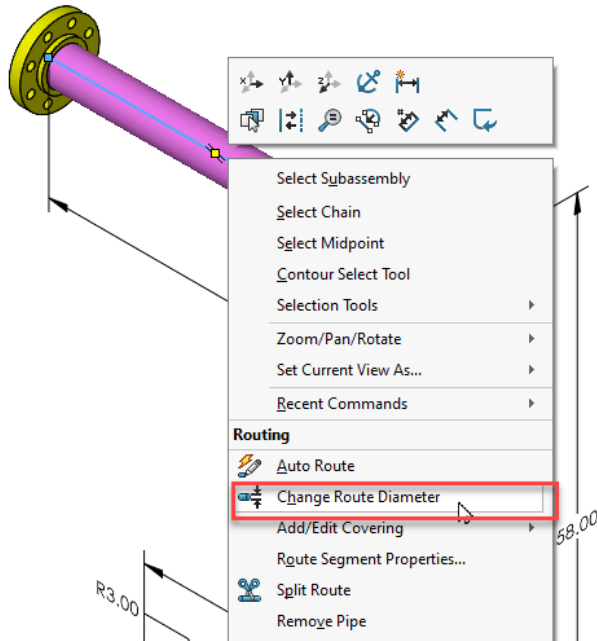 Select Subassembly
Select Chain
Select Midpoint
Contour Select Tool
Selection Tools
Zoom/Pan/Rotate
Set Current View As...
Recent Commands
Routing
Auto Route
Change Route Diameter
Add/Edit Covering
58.00
Route Segment Properties...
R3.00
Split Route
Remove Pipe